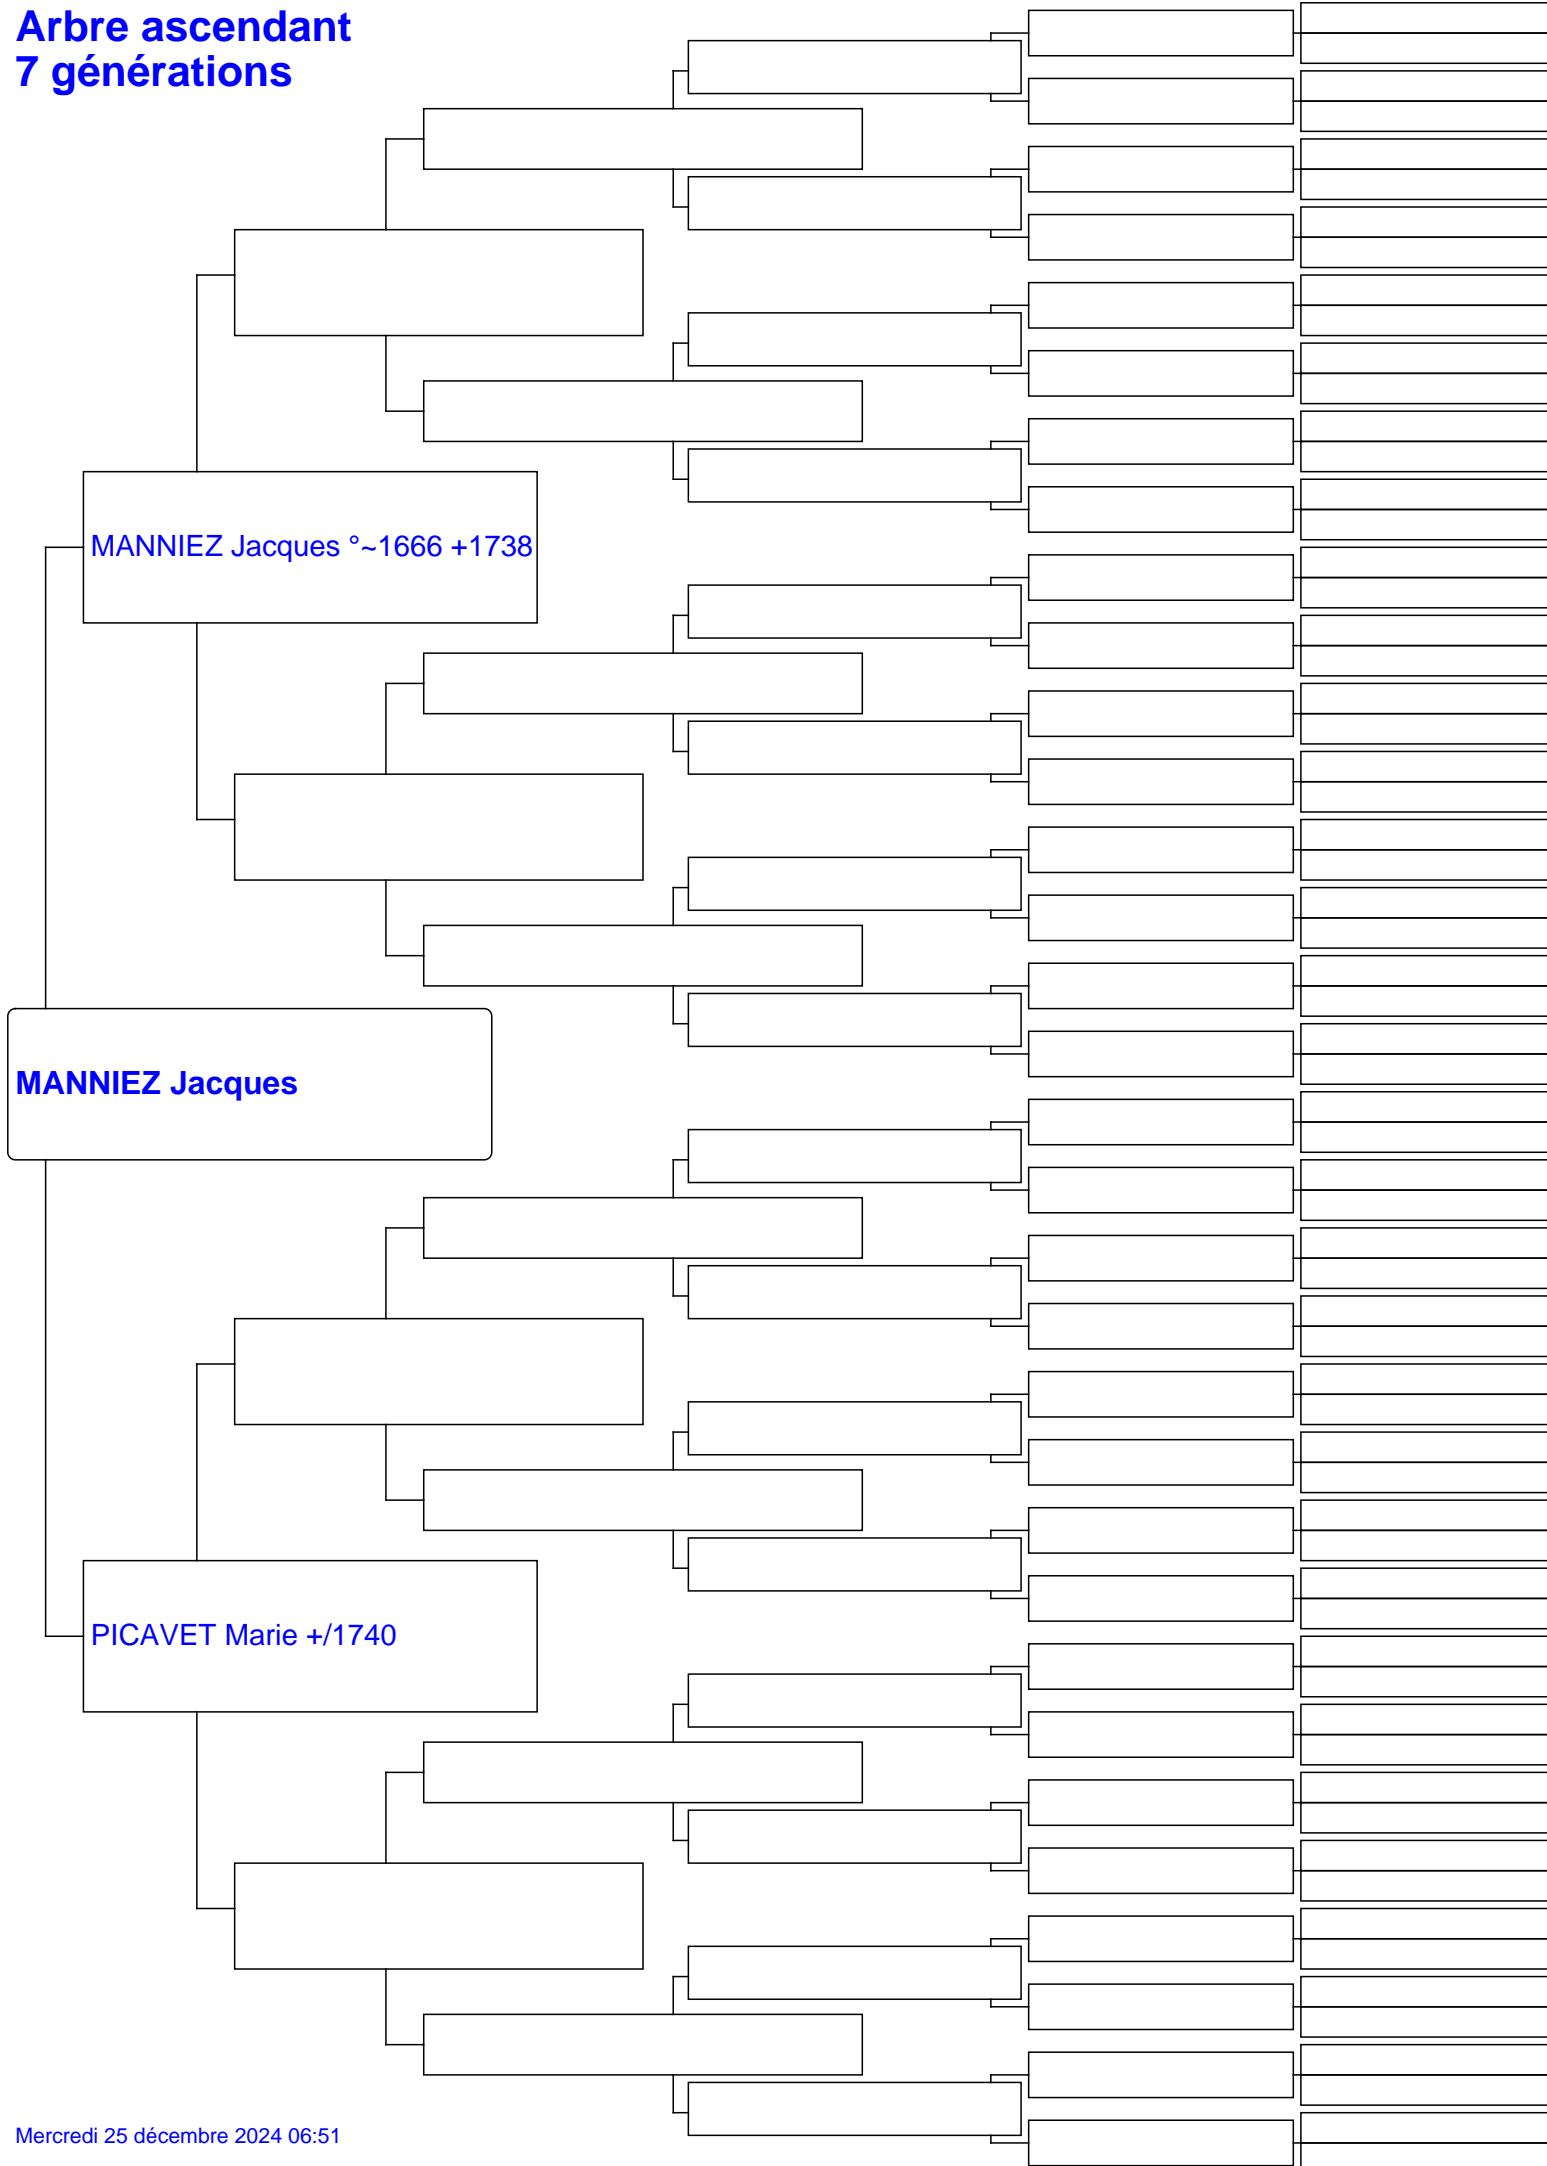 Arbre ascendant
7 générations
MANNIEZ Jacques °~1666 +1738
MANNIEZ Jacques
PICAVET Marie +/1740
Mercredi 25 décembre 2024 06:51